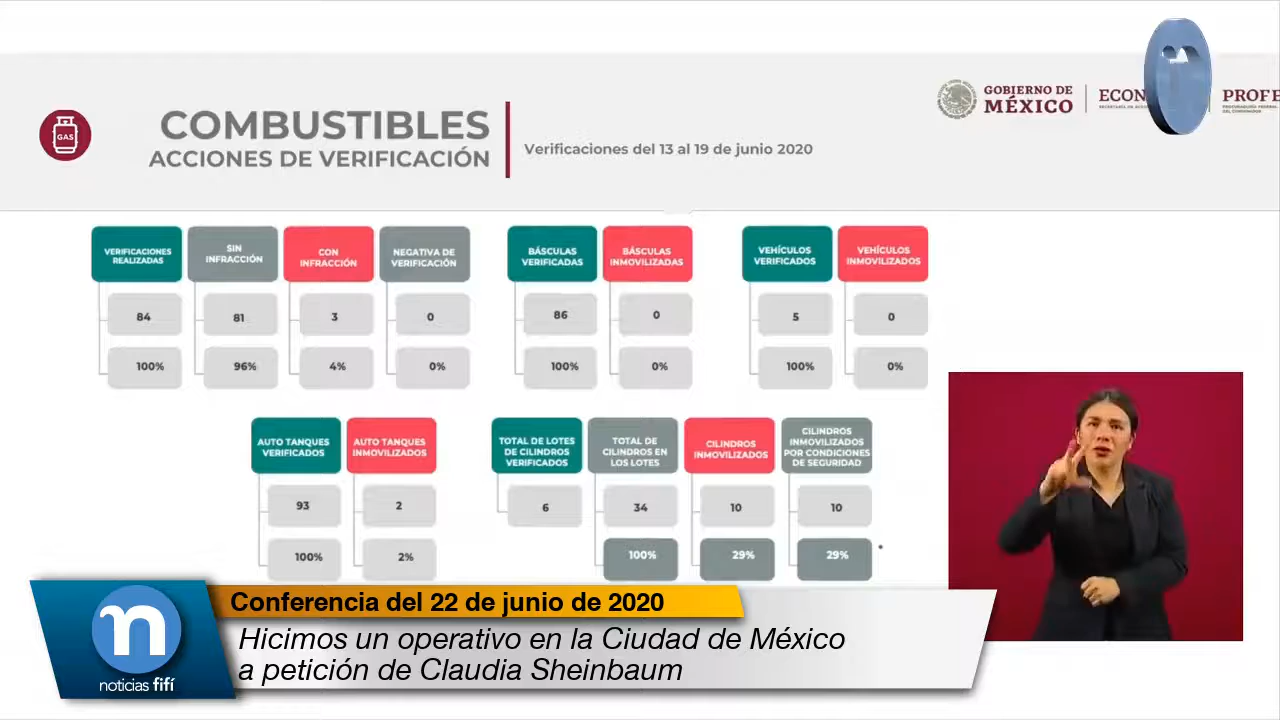 GOBIERNO DE
MÉXICO
GAS
COMBUSTIBLES
ACCIONES DE VERIFICACIÓN
Verificaciones del 13 al 19 de junio 2020
VERIFICACIONES
REALIZADAS
SIN
INFRACCIÓN
CON
INFRACCIÓN
NEGATIVA DE
VERIFICACIÓN
84
81
3
0
100%
96%
4%
0%
BÁSCULAS
VERIFICADAS
BÁSCULAS
INMOVILIZADAS
86
0
100%
0%
VEHÍCULOS
VERIFICADOS
VEHÍCULOS
INMOVILIZADOS
5
0
100%
0%
AUTO TANQUES
VERIFICADOS
AUTO TANQUES
INMOVILIZADOS
93
2
100%
2%
TOTAL DE LOTES
DE CILINDROS
VERIFICADOS
TOTAL DE
CILINDROS EN
LOS LOTES
CILINDROS
INMOVILIZADOS
CILINDROS
INMOVILIZADOS
POR CONDICIONES
DE SEGURIDAD
6
34
10
10
100%
29%
29%
Conferencia del 22 de junio de 2020
Hicimos un operativo en la Ciudad de México
a petición de Claudia Sheinbaum
n
noticias fifí